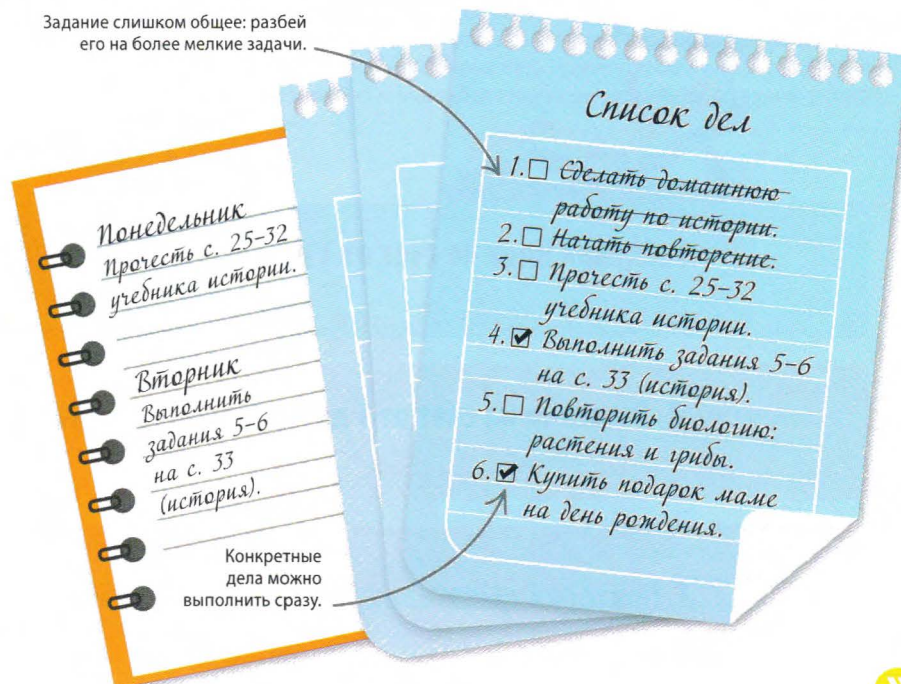 Задание слишком общее: разбей
его на более мелкие задачи.
Список дел
1. Сделать домашнюю
работу по истории.
2. Начать повторение.
3. Прочесть с. 25–32
учебника истории.
4. Выполнить задания 5–6
на с. 33 (история).
5. Повторить биологию:
растения и грибы.
6. Купить подарок маме
на день рождения.
Понедельник
Прочесть с. 25–32
учебника истории.
Вторник
Выполнить
задания 5–6
на с. 33
(история).
Конкретные
дела можно
выполнить сразу.